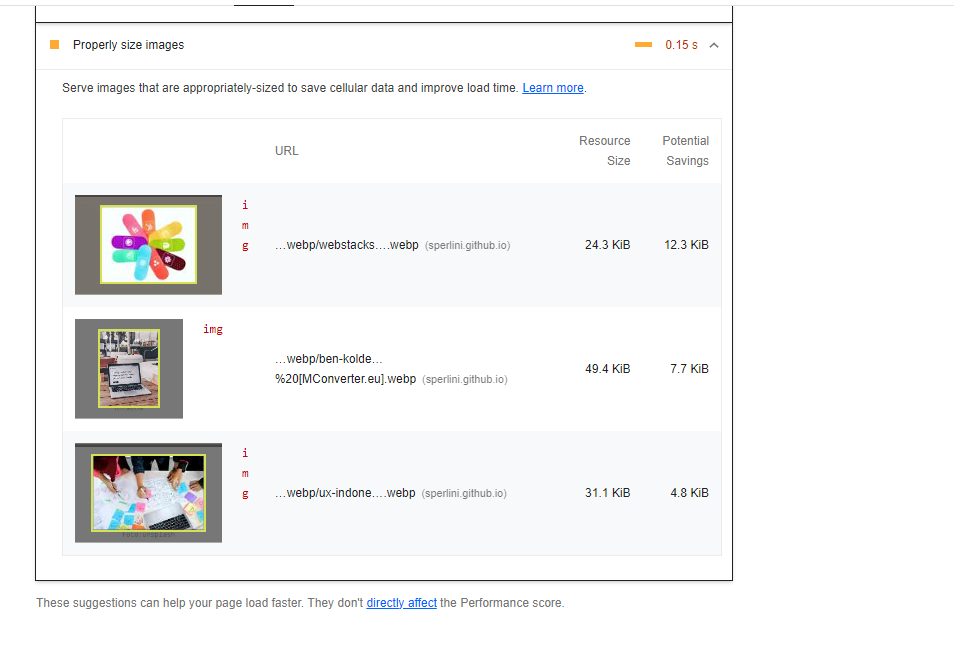 Properly size images 0.15 s
Serve images that are appropriately-sized to save cellular data and improve load time. Learn more.
URL
Resource
Size
Potential
Savings
i
m
g
...webp/webstacks....webp (sperlini.github.io)
24.3 KiB
12.3 KiB
img
...webp/ben-kolde...
%20[MConverter.eu].webp (sperlini.github.io)
49.4 KiB
7.7 KiB
i
m
g
...webp/ux-indone....webp (sperlini.github.io)
31.1 KiB
4.8 KiB
These suggestions can help your page load faster. They don't directly affect the Performance score.